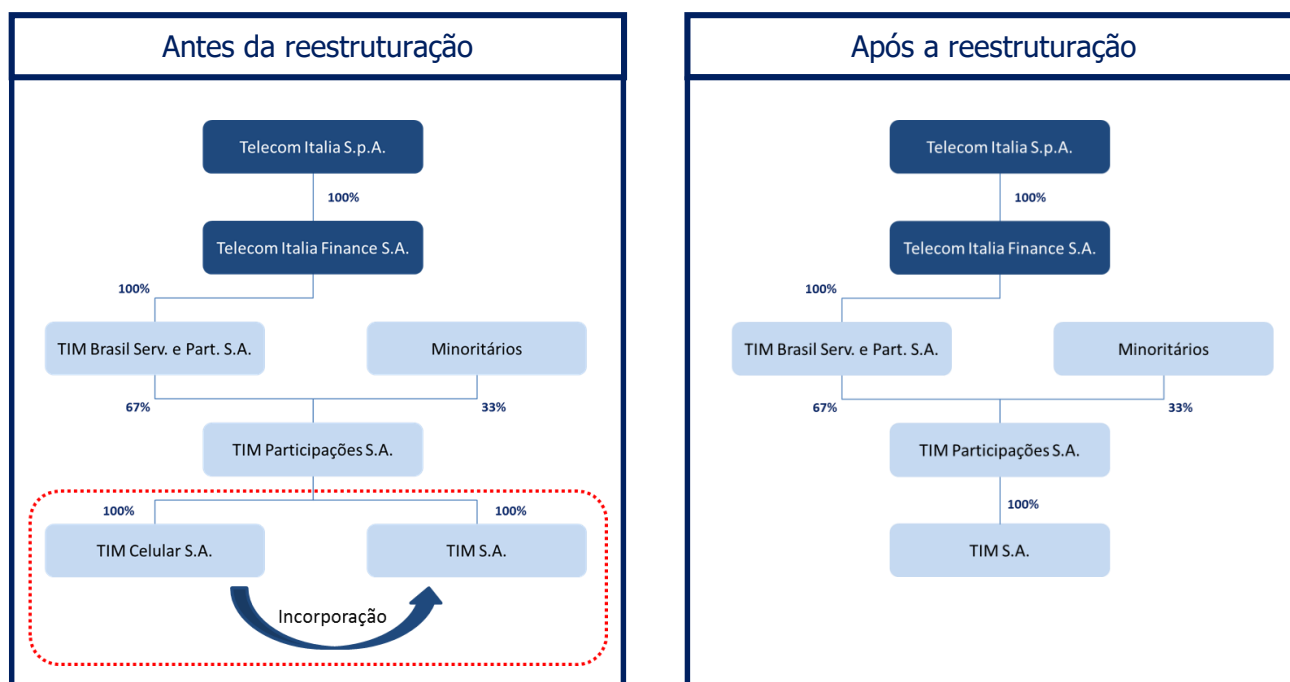 Antes da reestruturação
Telecom Italia S.p.A.
100%
Telecom Italia Finance S.A.
100%
TIM Brasil Serv. e Part. S.A.
Minoritários
67%
33%
TIM Participações S.A.
100%
100%
TIM Celular S.A.
TIM S.A.
Incorporação
Após a reestruturação
Telecom Italia S.p.A.
100%
Telecom Italia Finance S.A.
100%
TIM Brasil Serv. e Part. S.A.
Minoritários
67%
33%
TIM Participações S.A.
100%
TIM S.A.